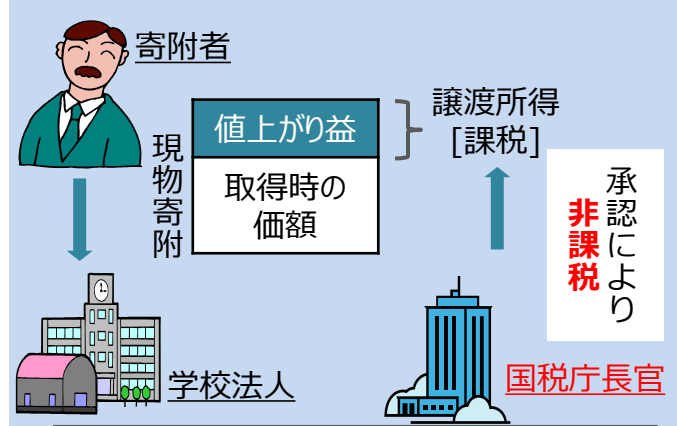 寄附者
現物寄附
値上がり益
取得時の
価額
譲渡所得
[課税]
承認により
非課税
学校法人
国税庁長官